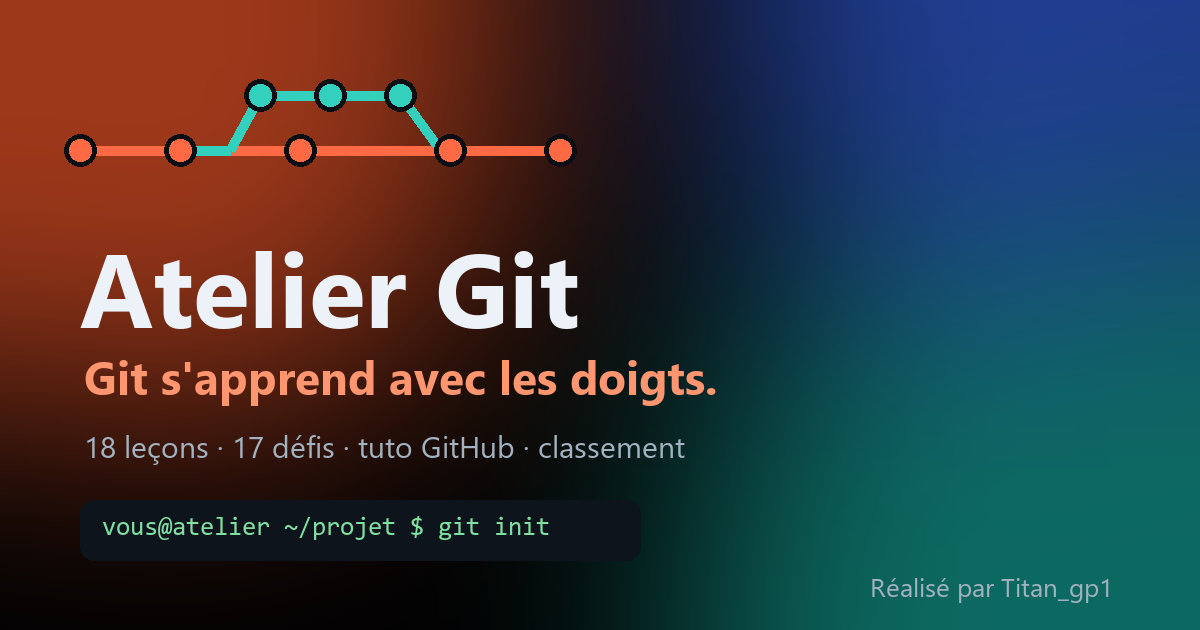 Atelier Git
Git s'apprend avec les doigts.
18 leçons · 17 défis · tuto GitHub · classement
vous@atelier ~/projet $ git init
Réalisé par Titan_gp1